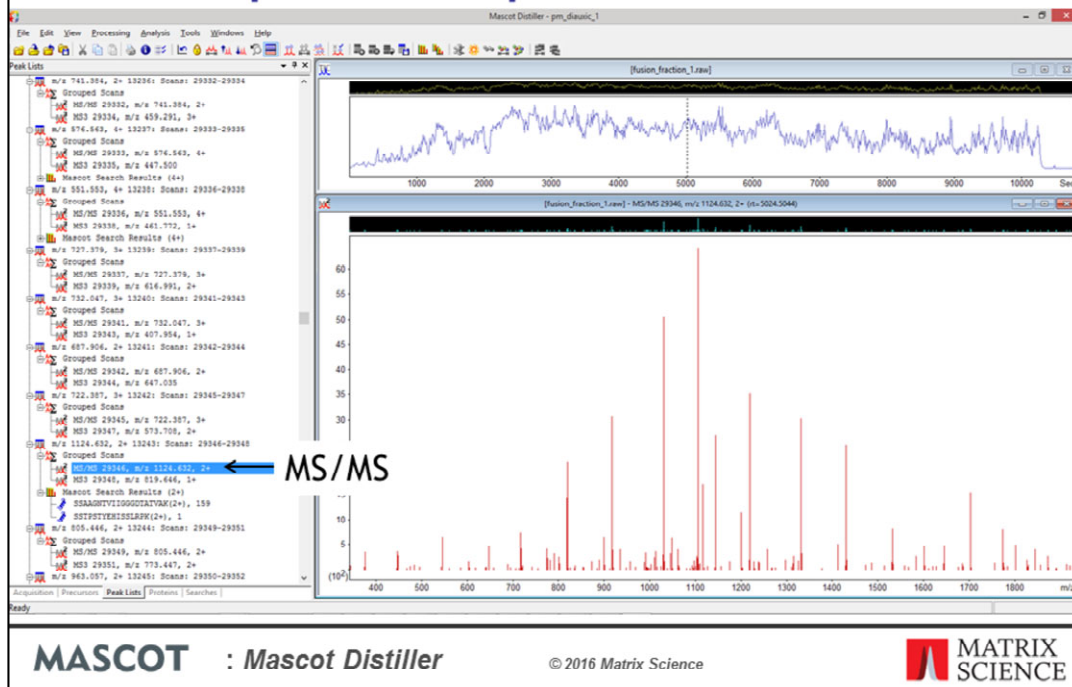 Mascot Distiller - pm_diauxic_1
File Edit View Processing Analysis Tools Windows Help
Peak Lists
m/z 741.384, 2+ 13236: Scans: 29332-29334
Grouped Scans
MS/MS 29332, m/z 741.384, 2+
MS3 29334, m/z 459.291, 3+
m/z 576.563, 4+ 13237: Scans: 29333-29335
Grouped Scans
MS/MS 29333, m/z 576.563, 4+
MS3 29335, m/z 447.500
Mascot Search Results (4+)
m/z 551.553, 4+ 13238: Scans: 29336-29338
Grouped Scans
MS/MS 29336, m/z 551.553, 4+
MS3 29338, m/z 461.772, 1+
Mascot Search Results (4+)
m/z 727.379, 3+ 13239: Scans: 29337-29339
Grouped Scans
MS/MS 29337, m/z 727.379, 3+
MS3 29339, m/z 616.991, 2+
m/z 732.047, 3+ 13240: Scans: 29341-29343
Grouped Scans
MS/MS 29341, m/z 732.047, 3+
MS3 29343, m/z 407.954, 1+
m/z 687.906, 2+ 13241: Scans: 29342-29344
Grouped Scans
MS/MS 29342, m/z 687.906, 2+
MS3 29344, m/z 647.035
m/z 722.387, 3+ 13242: Scans: 29345-29347
Grouped Scans
MS/MS 29345, m/z 722.387, 3+
MS3 29347, m/z 573.708, 2+
m/z 1124.632, 2+ 13243: Scans: 29346-29348
Grouped Scans
MS/MS 29346, m/z 1124.632, 2+
MS3 29348, m/z 819.646, 1+
Mascot Search Results (2+)
SSAAGNTVIIGGGDTATVAK(2+), 159
SSTPSTYEHISSLRPK(2+), 1
m/z 805.446, 2+ 13244: Scans: 29349-29351
Grouped Scans
MS/MS 29349, m/z 805.446, 2+
MS3 29351, m/z 773.447, 2+
m/z 963.057, 2+ 13245: Scans: 29350-29352
Acquisition Precursors Peak Lists Proteins Searches
Ready
[fusion_fraction_1.raw]
1000 2000 3000 4000 5000 6000 7000 8000 9000 10000 Sec
[fusion_fraction_1.raw] - MS/MS 29346, m/z 1124.632, 2+ (rt=5024.5044)
60
55
50
45
40
35
30
MS/MS
10
5
(10²)
400 500 600 700 800 900 1000 1100 1200 1300 1400 1500 1600 1700 1800 m/z
MASCOT : Mascot Distiller © 2016 Matrix Science MATRIX SCIENCE